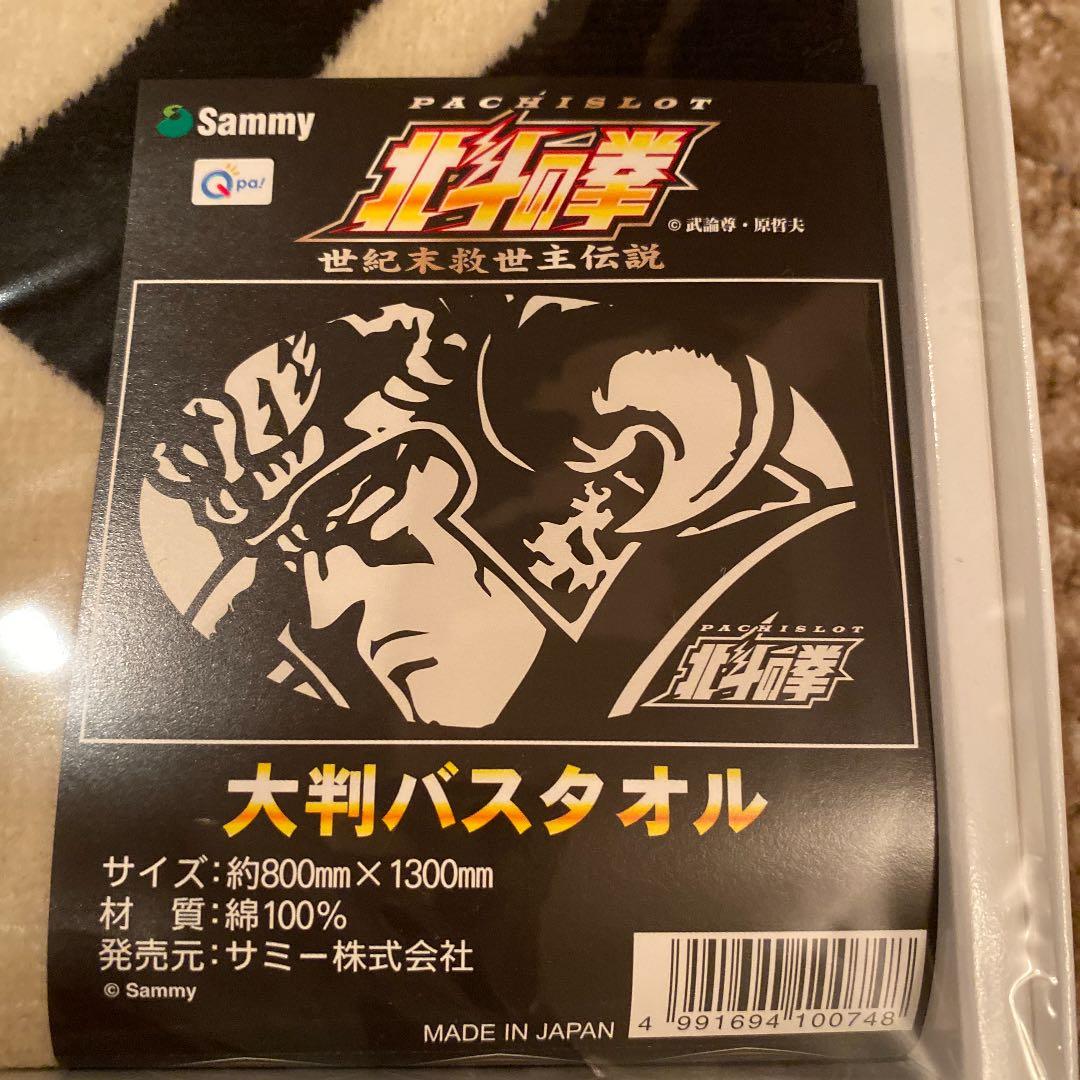 Sammy
PACHISLOT
Qpa!
北斗の拳
©武論尊・原哲夫
世紀末救世主伝説
PACHISLOT
北斗の拳
大判バスタオル
サイズ:約800㎜×1300㎜
材　質:綿100%
発売元:サミー株式会社
© Sammy
MADE IN JAPAN
4 991694 100748